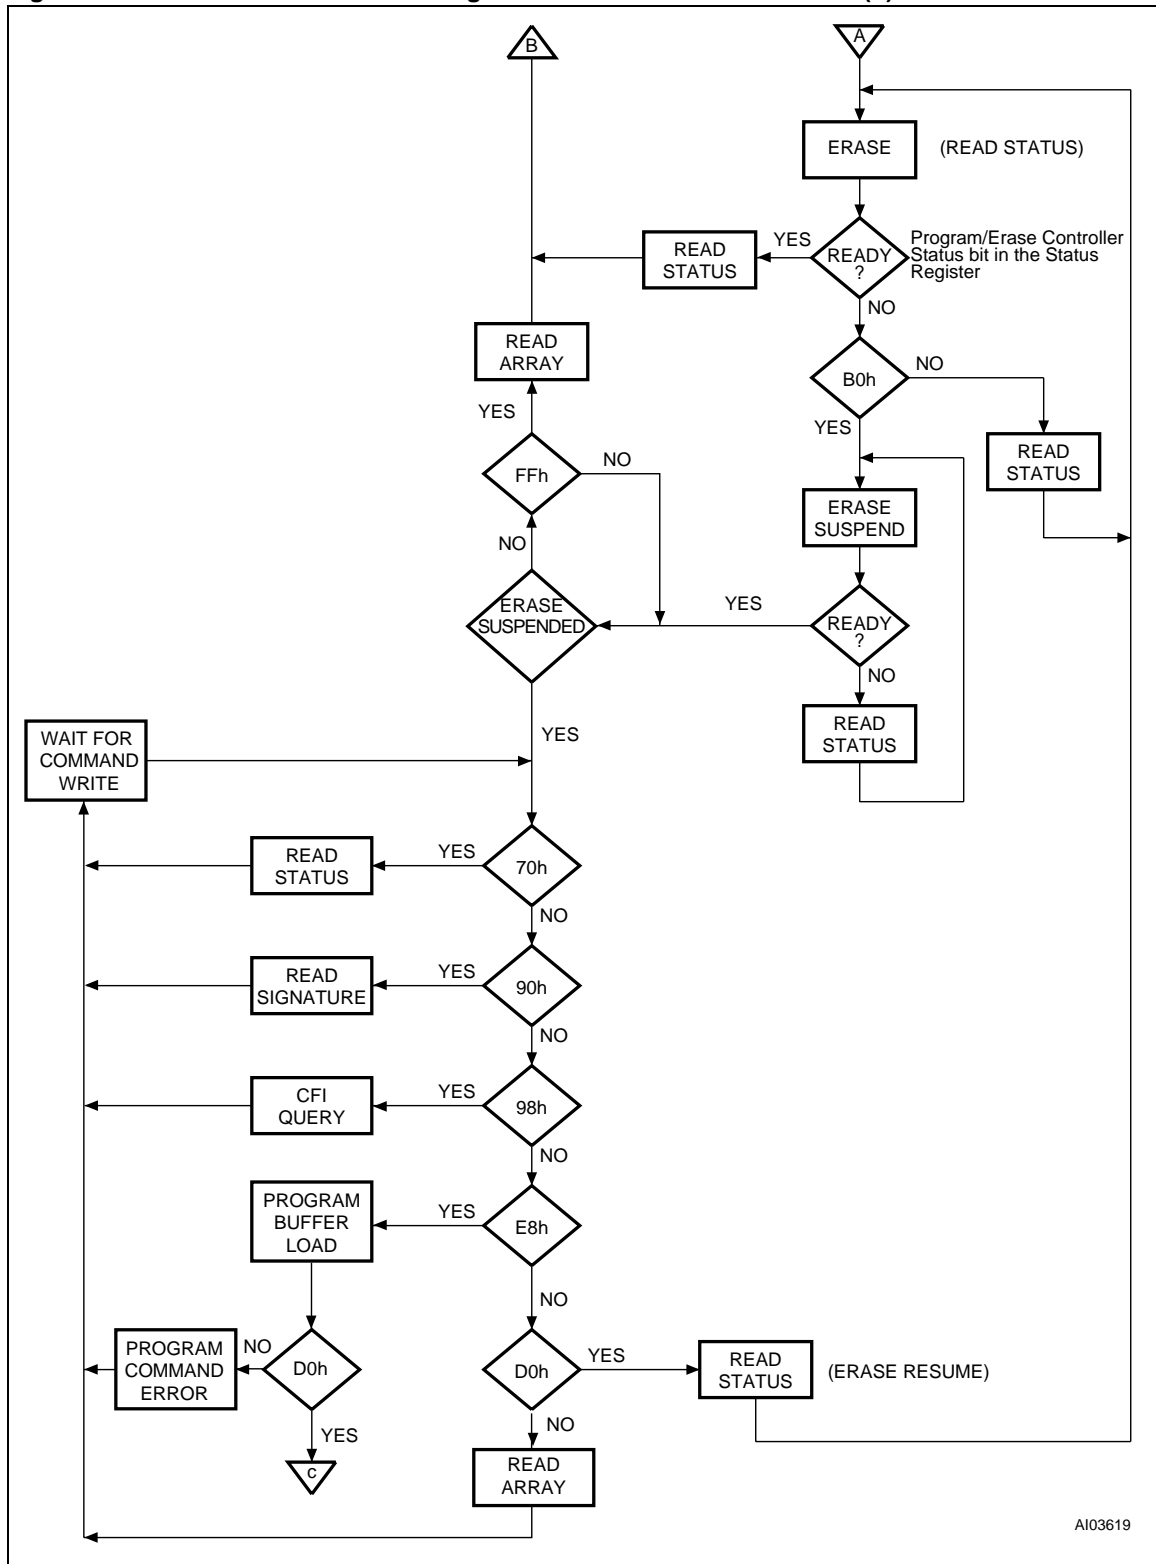 B
A
ERASE
(READ STATUS)
READY
?
YES
Program/Erase Controller
Status bit in the Status
Register
READ
STATUS
NO
READ
ARRAY
B0h
NO
YES
YES
READ
STATUS
FFh
NO
ERASE
SUSPEND
NO
ERASE
SUSPENDED
YES
READY
?
NO
READ
STATUS
YES
WAIT FOR
COMMAND
WRITE
READ
STATUS
YES
70h
NO
READ
SIGNATURE
YES
90h
NO
CFI
QUERY
YES
98h
NO
PROGRAM
BUFFER
LOAD
YES
E8h
NO
PROGRAM
COMMAND
ERROR
NO
D0h
D0h
YES
READ
STATUS
(ERASE RESUME)
YES
NO
c
READ
ARRAY
AI03619